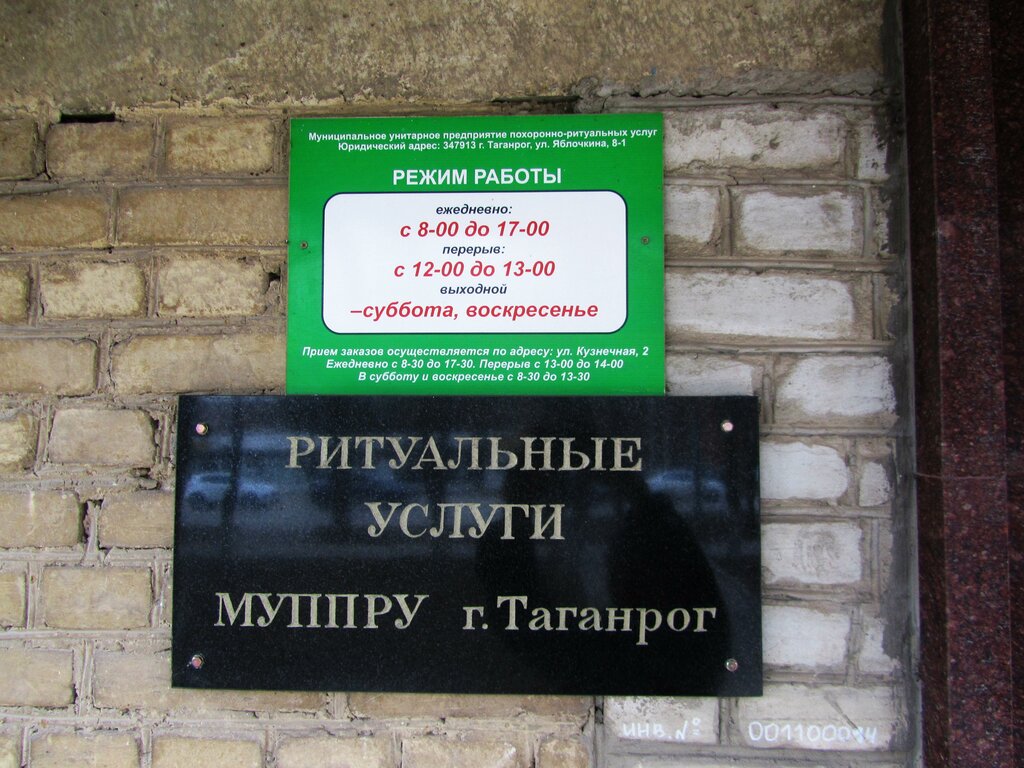 Муниципальное унитарное предприятие похоронно-ритуальных услуг
Юридический адрес: 347913 г. Таганрог, ул. Яблочкина, 8-1
РЕЖИМ РАБОТЫ
ежедневно:
с 8-00 до 17-00
перерыв:
с 12-00 до 13-00
выходной
–суббота, воскресенье
Прием заказов осуществляется по адресу: ул. Кузнечная, 2
Ежедневно с 8-30 до 17-30. Перерыв с 13-00 до 14-00
В субботу и воскресенье с 8-30 до 13-30
РИТУАЛЬНЫЕ
УСЛУГИ
МУППРУ г. Таганрог
инв. №